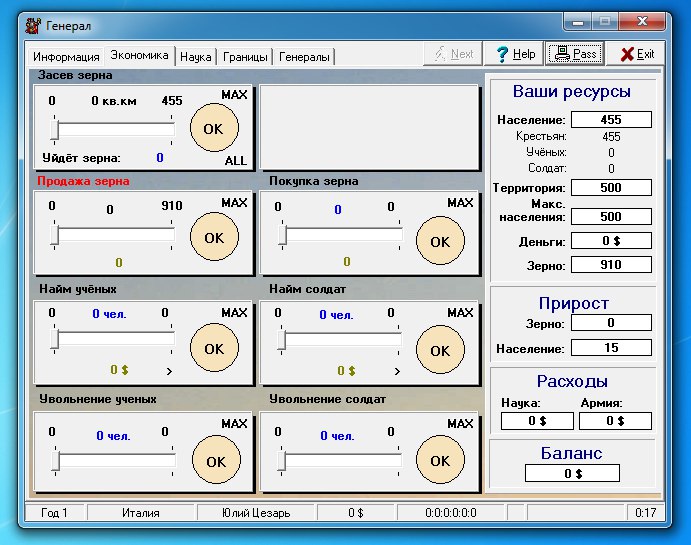 Генерал
Информация Экономика Наука Границы Генералы Next Help Pass Exit
Засев зерна
0 0 кв.км 455 MAX
OK
Уйдёт зерна: 0 ALL
Продажа зерна
0 0 910 MAX
OK
0
Покупка зерна
0 0 0 MAX
OK
0
Найм учёных
0 0 чел. 0 MAX
OK
0 $ >
Найм солдат
0 0 чел. 0 MAX
OK
0 $ >
Увольнение ученых
0 0 чел. 0 MAX
OK
Увольнение солдат
0 0 чел. 0 MAX
OK
Ваши ресурсы
Население: 455
Крестьян: 455
Учёных: 0
Солдат: 0
Территория: 500
Макс.
населения: 500
Деньги: 0 $
Зерно: 910
Прирост
Зерно: 0
Население: 15
Расходы
Наука: Армия:
0 $ 0 $
Баланс
0 $
Год 1 Италия Юлий Цезарь 0 $ 0:0:0:0:0:0 0:17